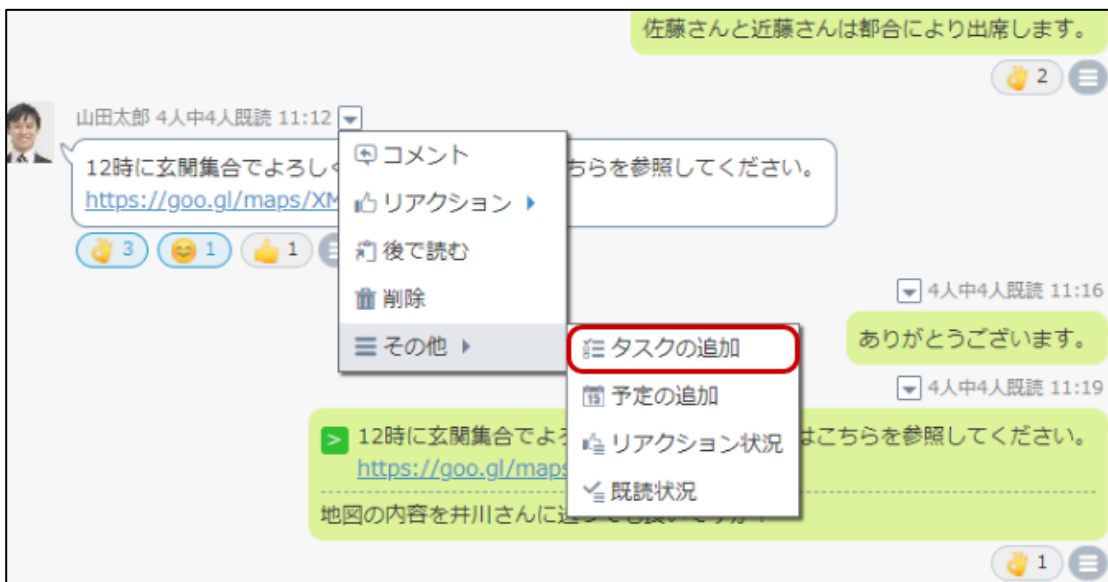 佐藤さんと近藤さんは都合により出席します。
2
山田太郎 4人中4人既読 11:12
12時に玄関集合でよろし ちらを参照してください。
https://goo.gl/maps/XM
3 1 1
コメント
リアクション
後で読む
削除
その他
タスクの追加
予定の追加
リアクション状況
既読状況
4人中4人既読 11:16
ありがとうございます。
4人中4人既読 11:19
> 12時に玄関集合でよ はこちらを参照してください。
https://goo.gl/maps
地図の内容を井川さんに
1